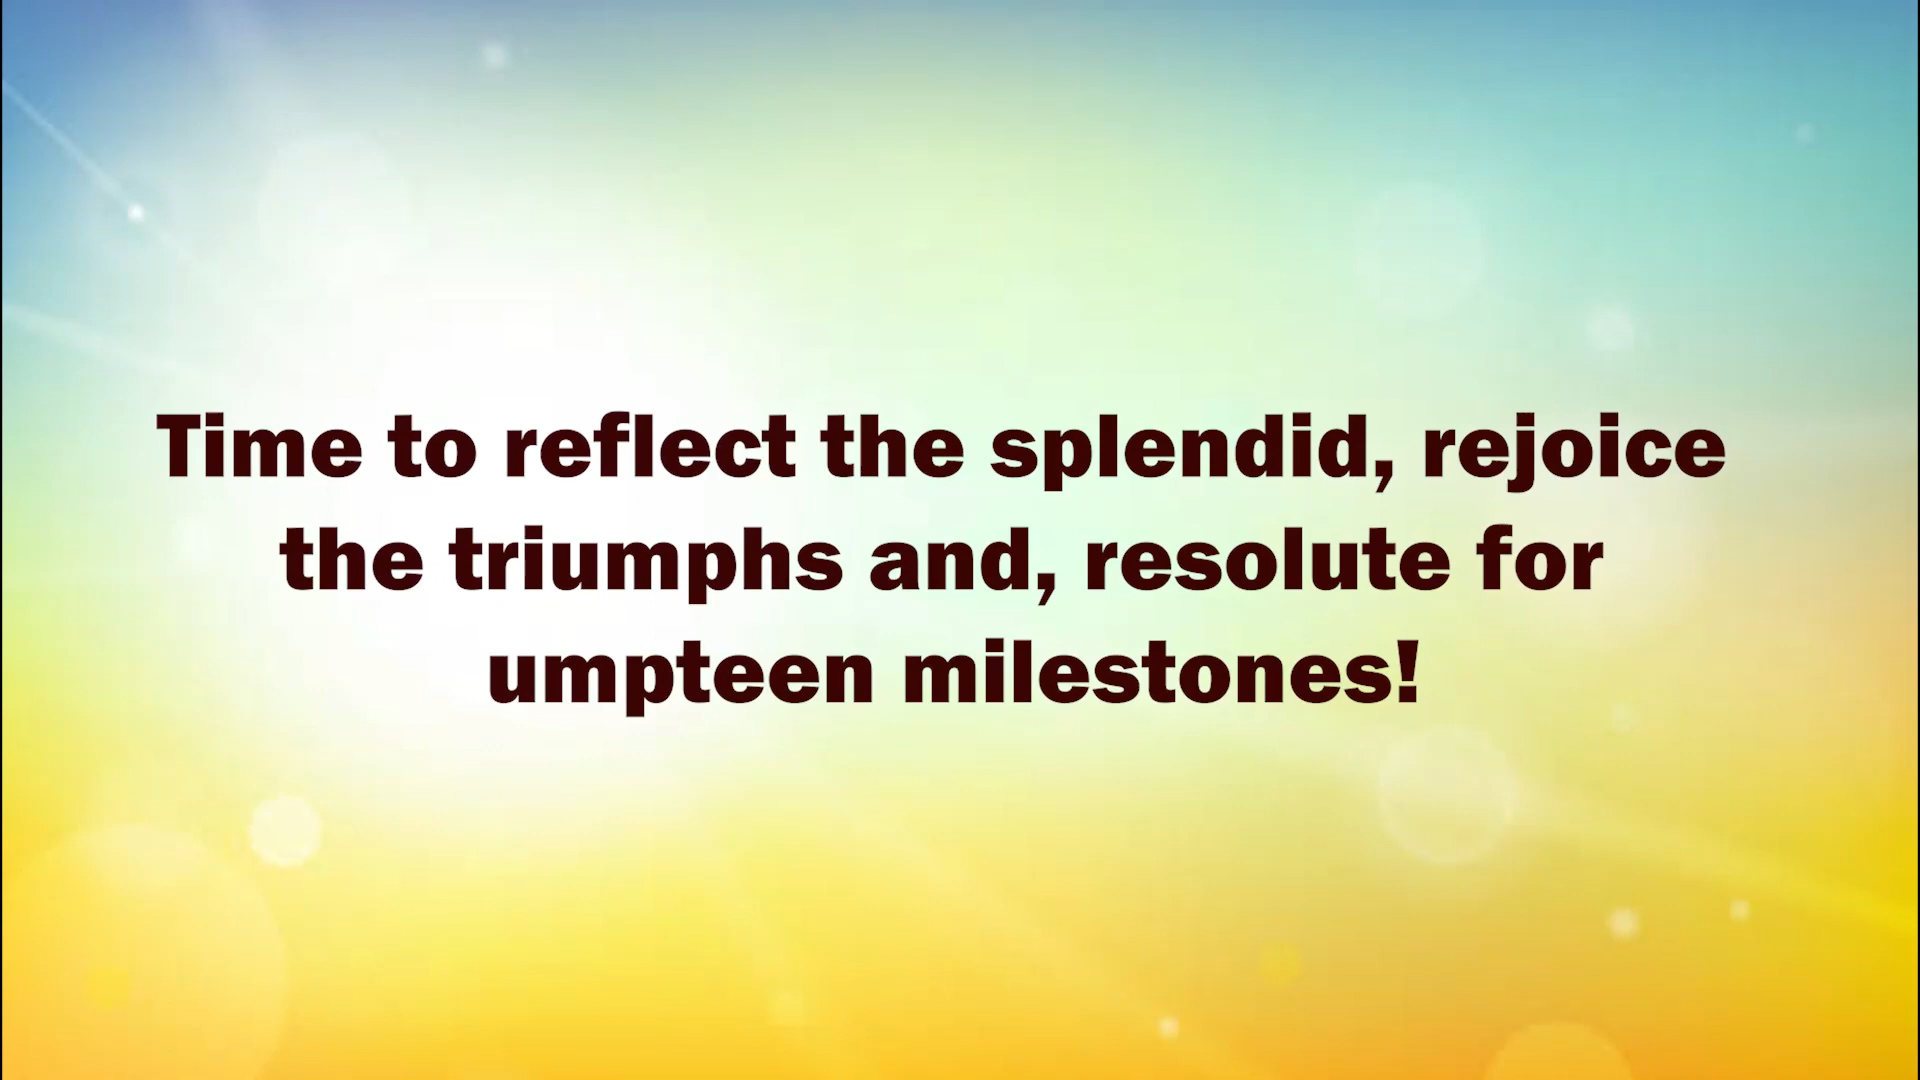 Time to reflect the splendid, rejoice
the triumphs and, resolute for
umpteen milestones!